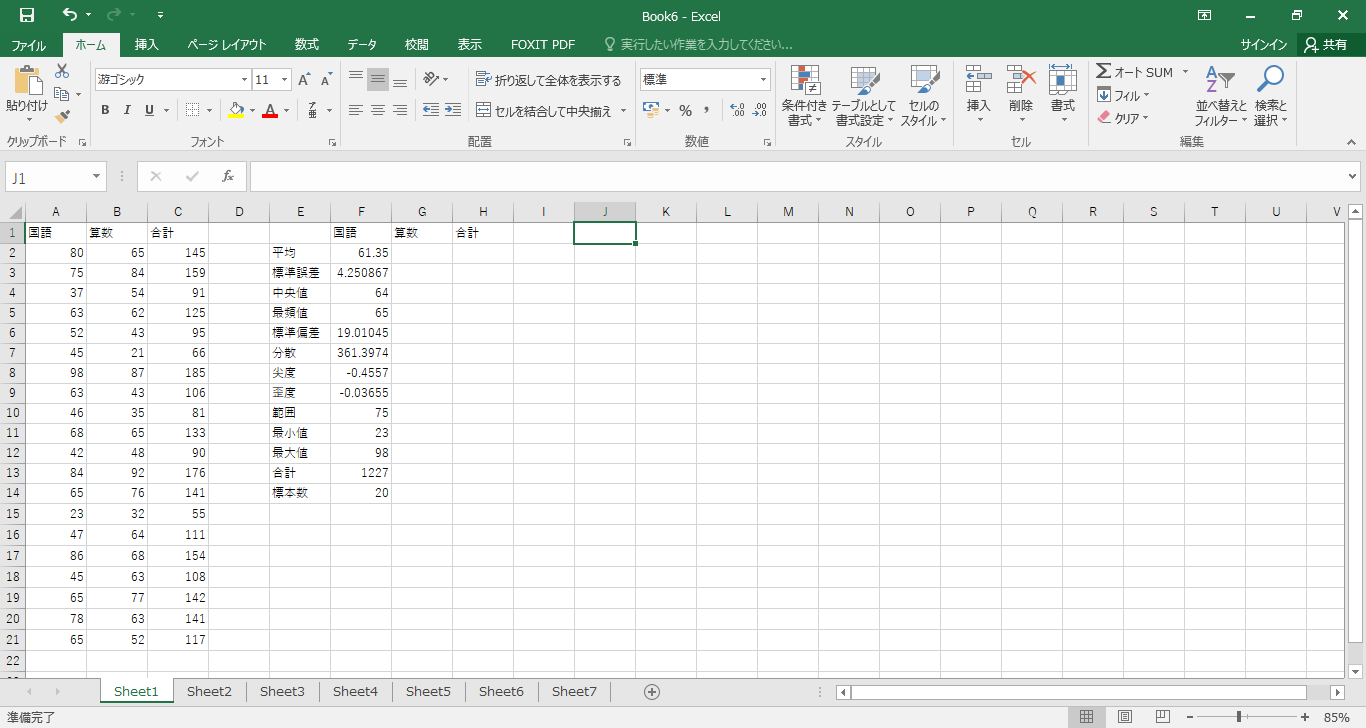 Book6 - Excel
ファイル ホーム 挿入 ページ レイアウト 数式 データ 校閲 表示 FOXIT PDF 実行したい作業を入力してください... サインイン 共有
貼り付け
クリップボード
游ゴシック 11
B I U
フォント
折り返して全体を表示する
セルを結合して中央揃え
配置
標準
%
数値
条件付き書式
テーブルとして書式設定
セルのスタイル
スタイル
挿入 削除 書式
セル
オート SUM
フィル
クリア
並べ替えとフィルター
検索と選択
編集
J1 fx
A B C D E F G H I J K L M N O P Q R S T U V
1 国語 算数 合計 国語 算数 合計
2 80 65 145 平均 61.35
3 75 84 159 標準誤差 4.250867
4 37 54 91 中央値 64
5 63 62 125 最頻値 65
6 52 43 95 標準偏差 19.01045
7 45 21 66 分散 361.3974
8 98 87 185 尖度 -0.4557
9 63 43 106 歪度 -0.03655
10 46 35 81 範囲 75
11 68 65 133 最小値 23
12 42 48 90 最大値 98
13 84 92 176 合計 1227
14 65 76 141 標本数 20
15 23 32 55
16 47 64 111
17 86 68 154
18 45 63 108
19 65 77 142
20 78 63 141
21 65 52 117
22
Sheet1 Sheet2 Sheet3 Sheet4 Sheet5 Sheet6 Sheet7
準備完了 85%